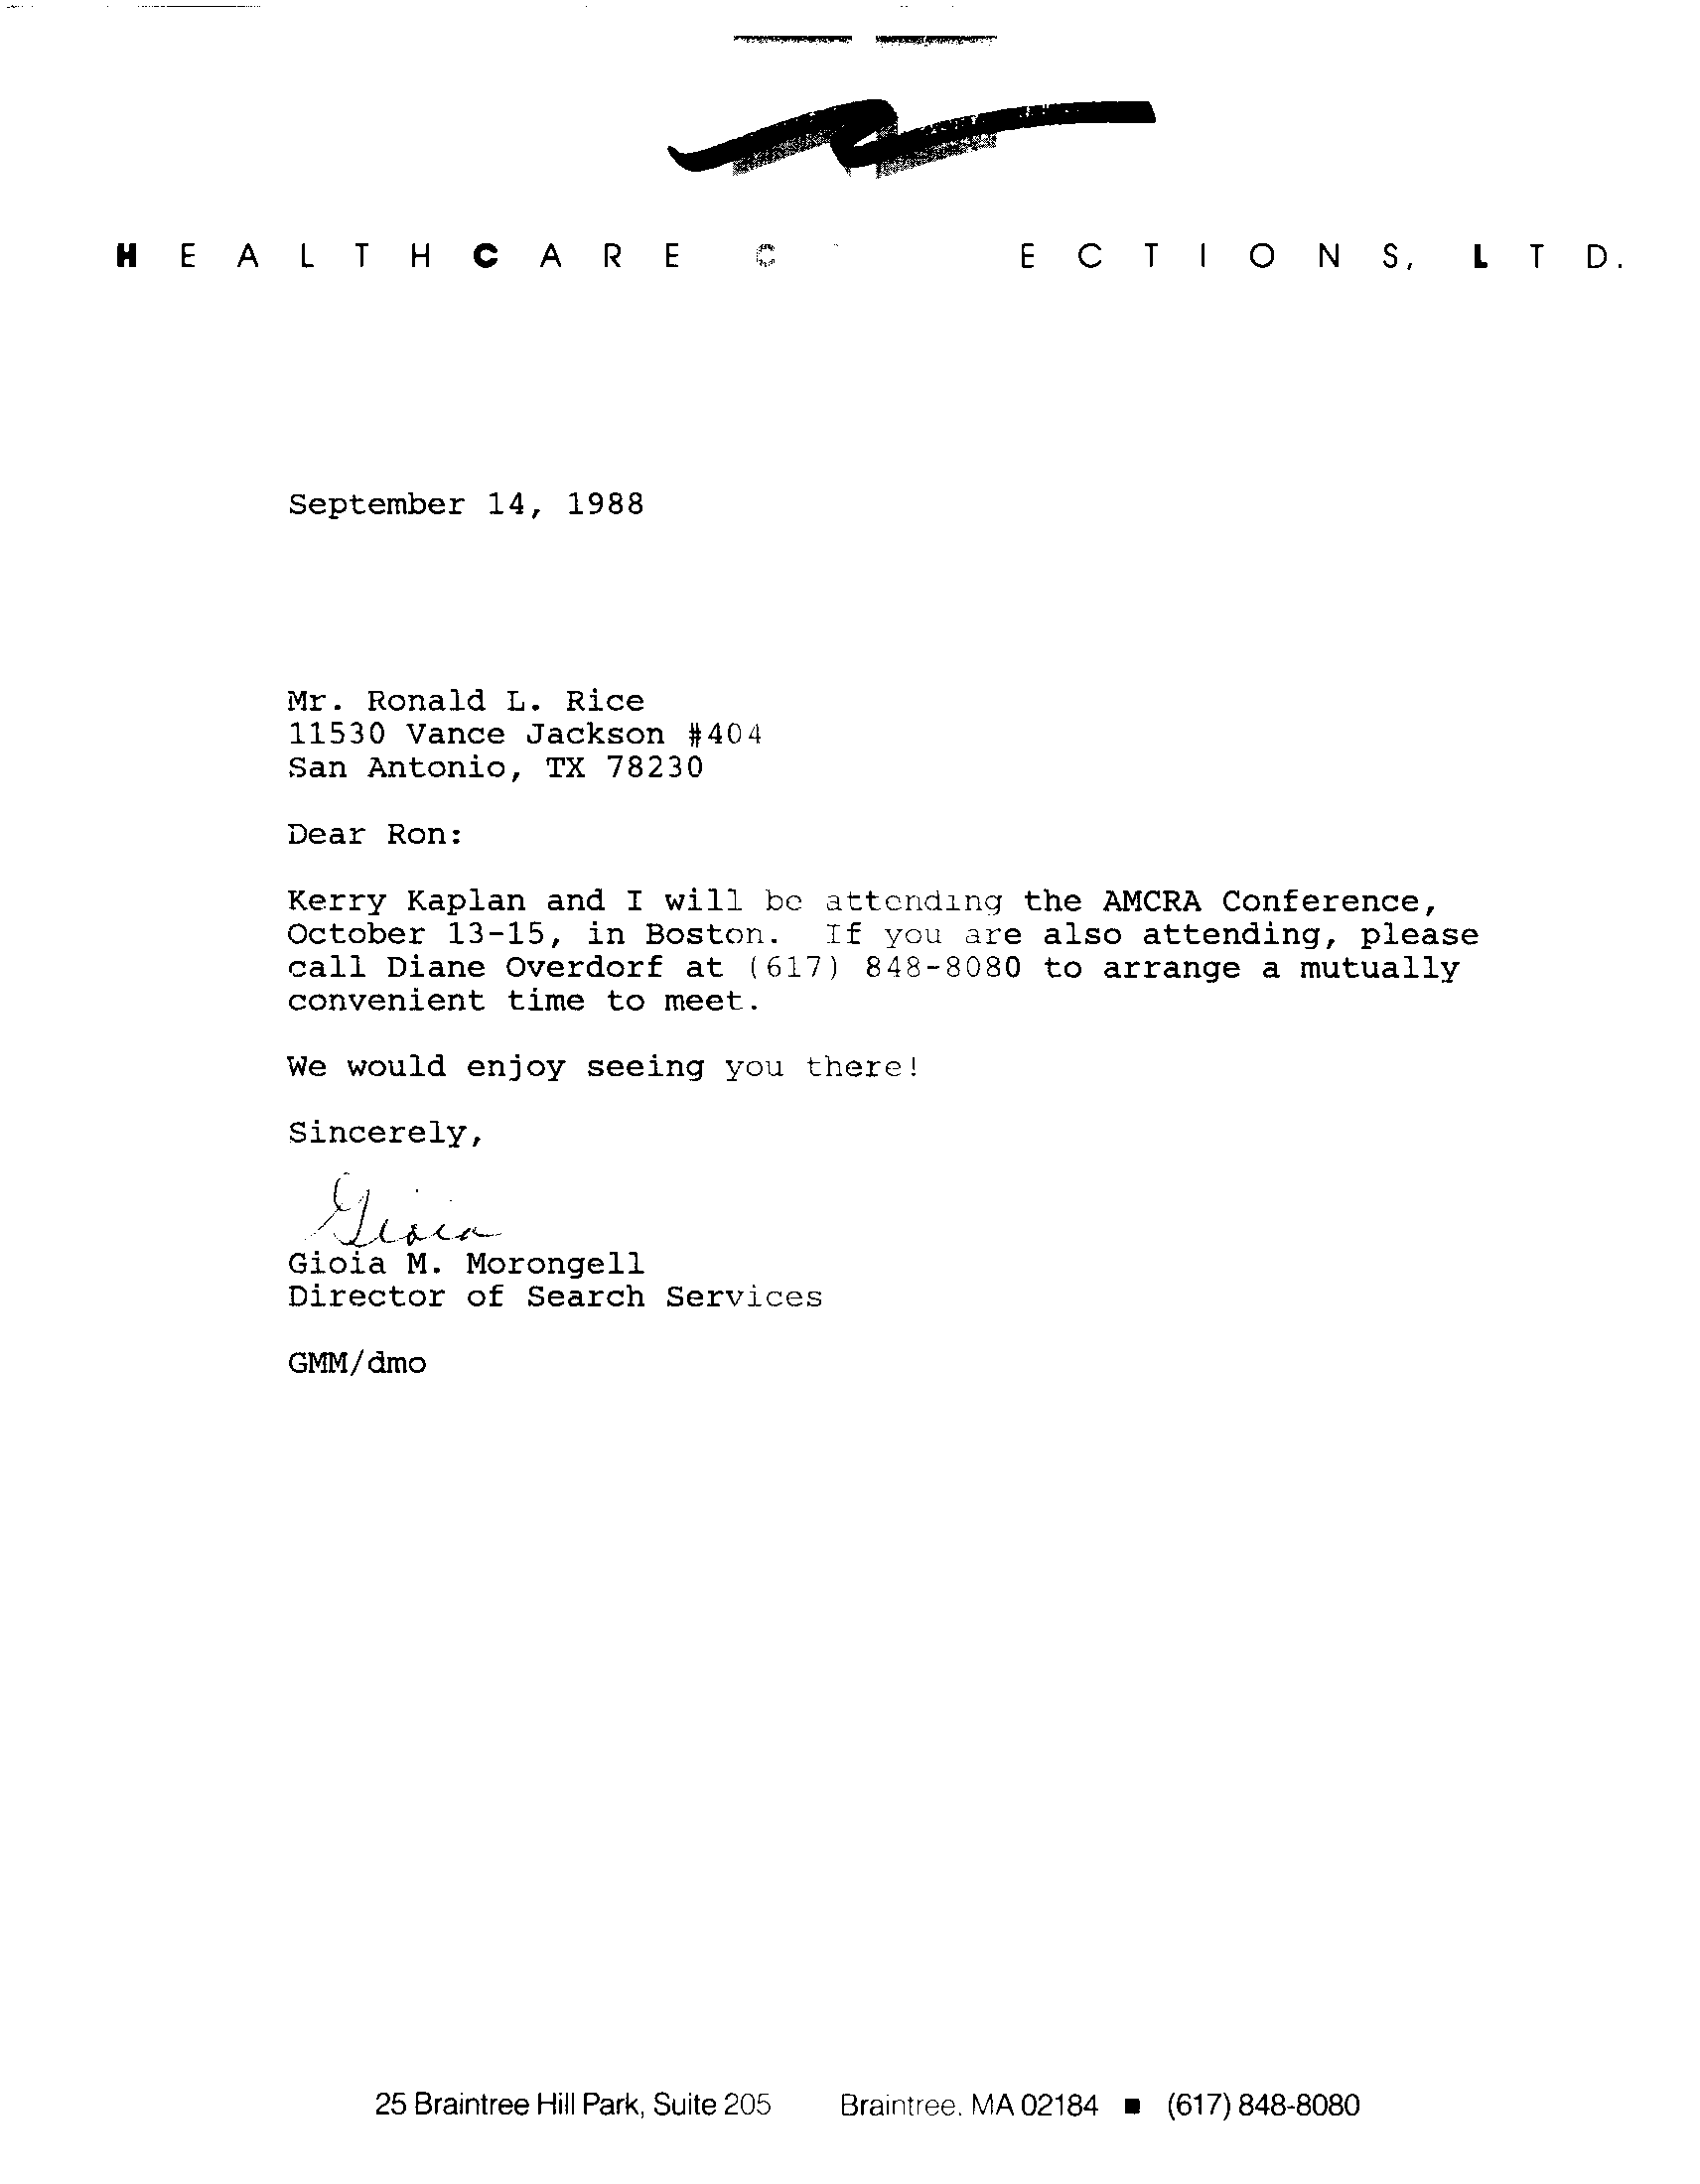 HEALTHCARE C ECTIONS, LTD.
September 14, 1988
Mr. Ronald L. Rice
11530 Vance Jackson #404
San Antonio, TX 78230
Dear Ron:
Kerry Kaplan and I will be attending the AMCRA Conference,
October 13-15, in Boston. If you are also attending, please
call Diane Overdorf at (617) 848-8080 to arrange a mutually
convenient time to meet.
We would enjoy seeing you there!
Sincerely,
Gioia
Gioia M. Morongell
Director of Search Services
GMM/dmo
25 Braintree Hill Park, Suite 205 Braintree, MA 02184 ■ (617) 848-8080